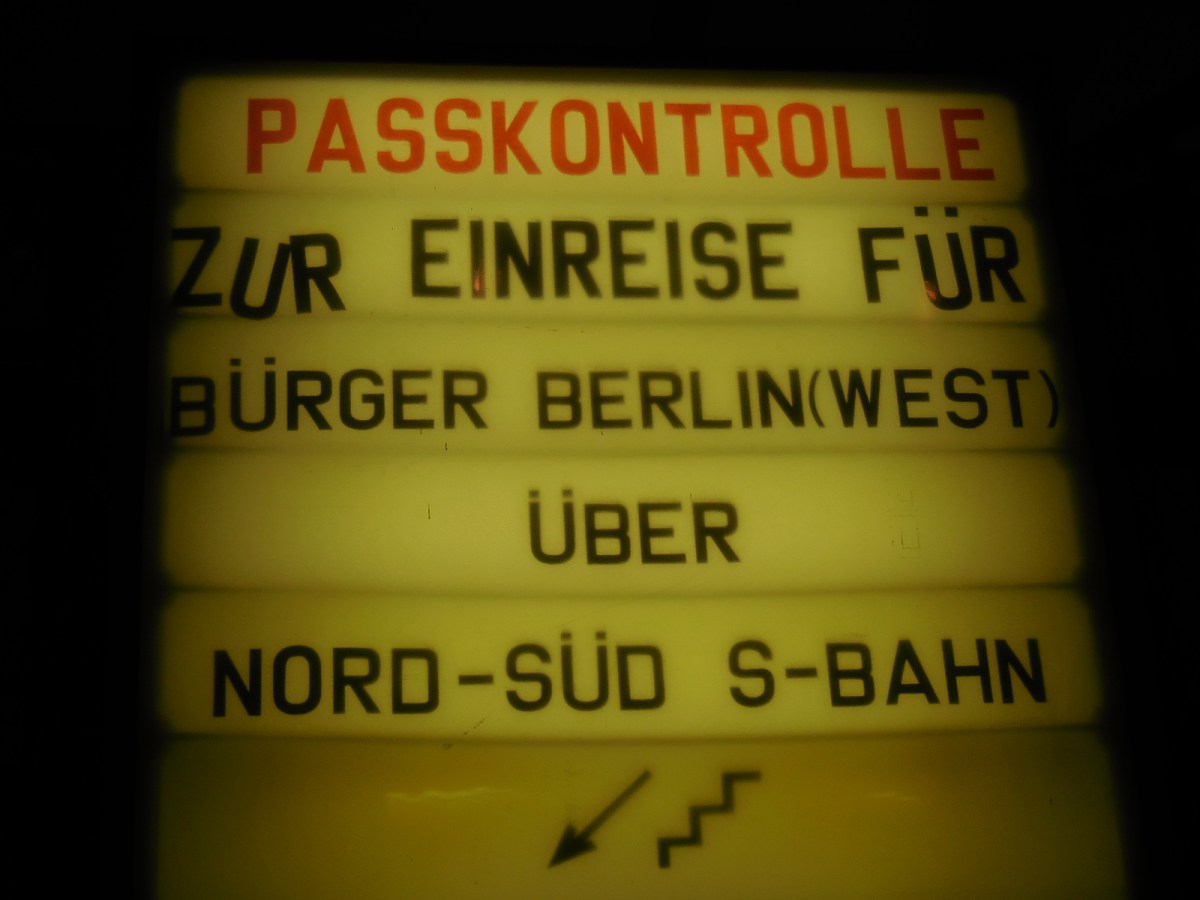 PASSKONTROLLE
ZUR EINREISE FÜR
BÜRGER BERLIN(WEST)
ÜBER
NORD-SÜD S-BAHN